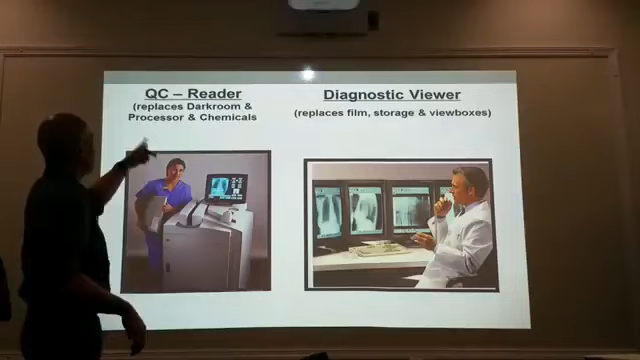 QC – Reader
(replaces Darkroom &
Processor & Chemicals
Diagnostic Viewer
(replaces film, storage & viewboxes)